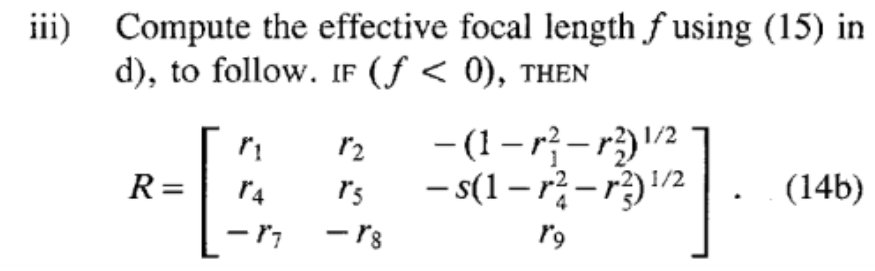 iii) Compute the effective focal length f using (15) in
d), to follow. IF (f < 0), THEN
R = [ r₁ r₂ −(1 − r₁² − r₂²)^{1/2}
r₄ r₅ −s(1 − r₄² − r₅²)^{1/2}
−r₇ −r₈ r₉ ] . (14b)